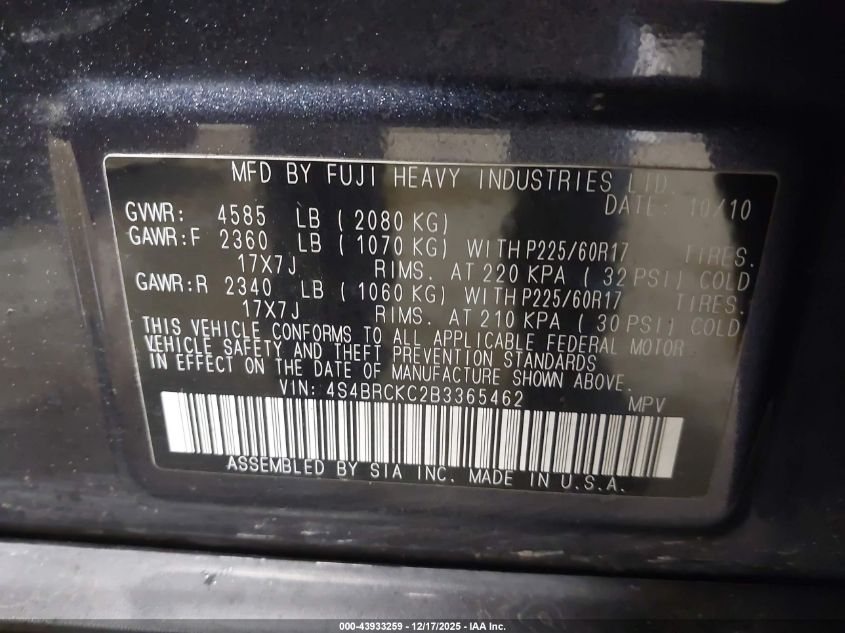 MFD BY FUJI HEAVY INDUSTRIES LTD.
DATE: 10/10
GVWR: 4585 LB ( 2080 KG)
GAWR:F 2360 LB ( 1070 KG) WITH P225/60R17 TIRES.
17X7J RIMS. AT 220 KPA ( 32 PSI) COLD
GAWR:R 2340 LB ( 1060 KG) WITH P225/60R17 TIRES.
17X7J RIMS. AT 210 KPA ( 30 PSI) COLD
THIS VEHICLE CONFORMS TO ALL APPLICABLE FEDERAL MOTOR
VEHICLE SAFETY AND THEFT PREVENTION STANDARDS
IN EFFECT ON THE DATE OF MANUFACTURE SHOWN ABOVE.
VIN: 4S4BRCKC2B3365462 MPV
ASSEMBLED BY SIA INC. MADE IN U.S.A.
000-43933259 - 12/17/2025 - IAA Inc.